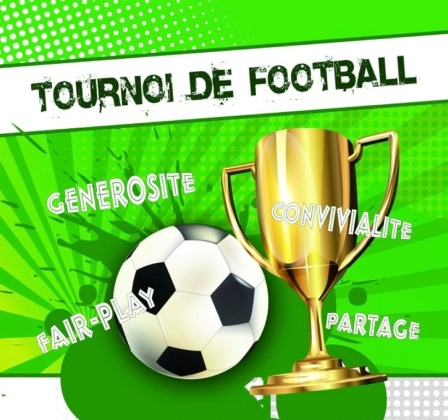 TOURNOI DE FOOTBALL
GENEROSITE
CONVIVIALITE
FAIR-PLAY
PARTAGE